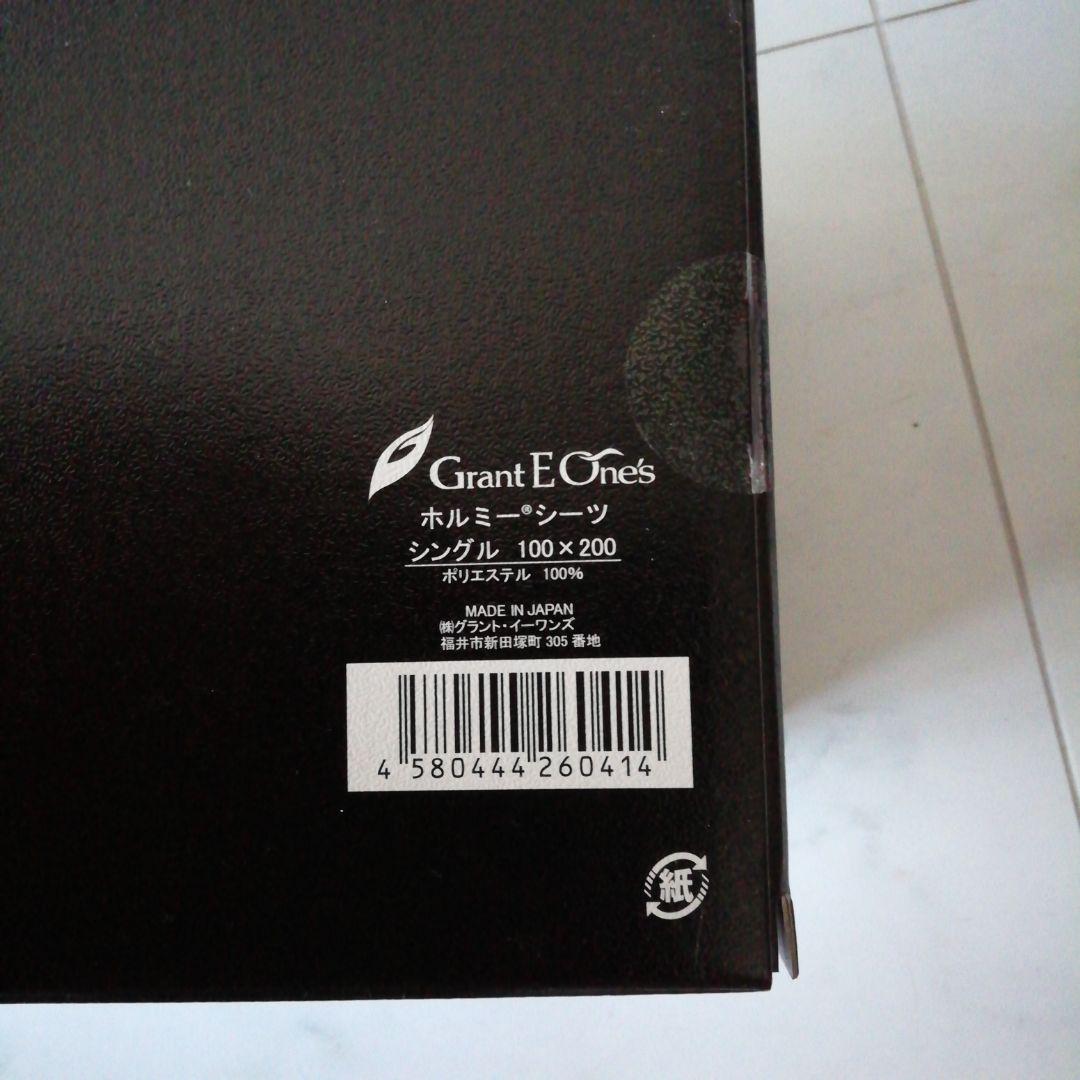 Grant E One's
ホルミー®シーツ
シングル 100×200
ポリエステル 100%
MADE IN JAPAN
㈱グラント・イーワンズ
福井市新田塚町 305 番地
4 580444 260414
紙